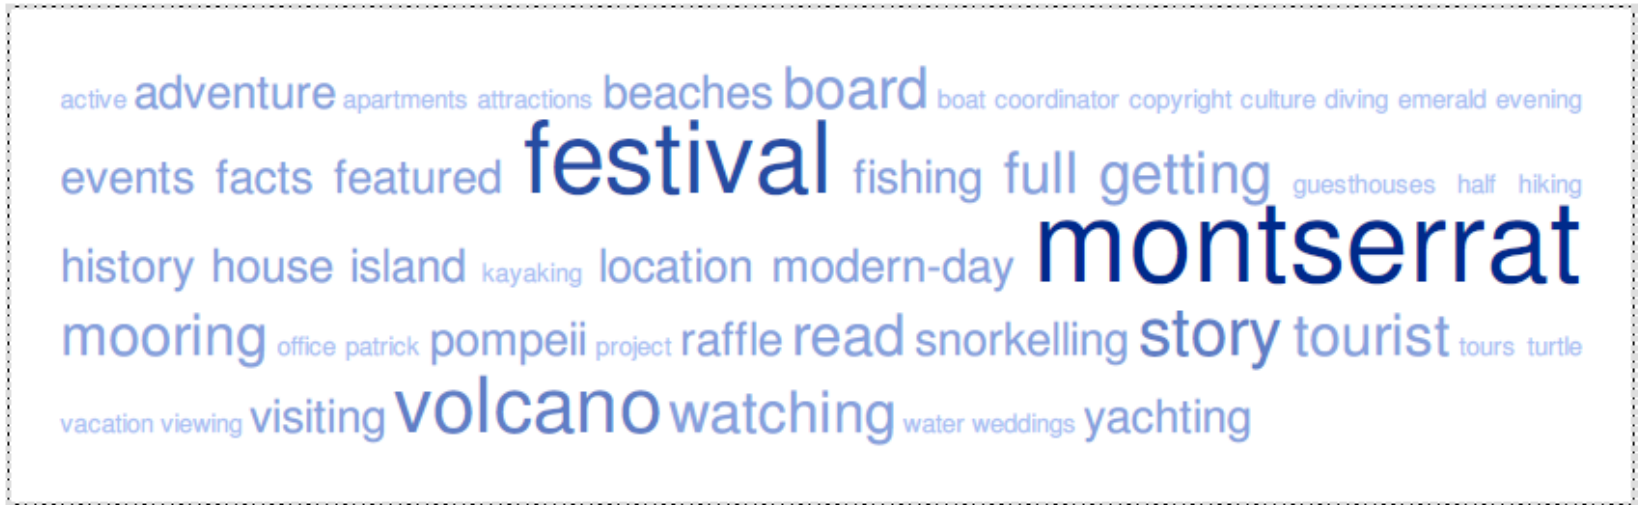 active adventure apartments attractions beaches board boat coordinator copyright culture diving emerald evening
events facts featured festival fishing full getting guesthouses half hiking
history house island kayaking location modern-day montserrat
mooring office patrick pompeii project raffle read snorkelling story tourist tours turtle
vacation viewing visiting volcano watching water weddings yachting